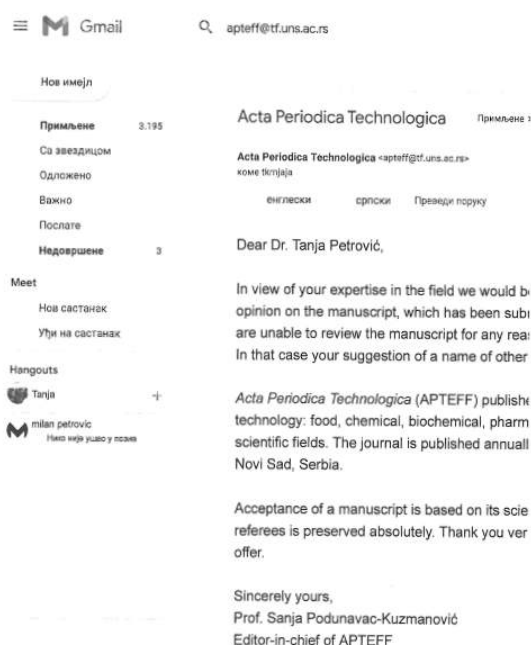 Gmail
apteff@tf.uns.ac.rs
Нов имејл
Примљене 3.195
Са звездицом
Одложено
Важно
Послате
Недовршене 3
Meet
Нов састанак
Уђи на састанак
Hangouts
Tanja
milan petrovic
Нико није ушао у позив
Acta Periodica Technologica Примљене
Acta Periodica Technologica <apteff@tf.uns.ac.rs>
коме tkrnjaja
енглески српски Преведи поруку
Dear Dr. Tanja Petrović,
In view of your expertise in the field we would
opinion on the manuscript, which has been
are unable to review the manuscript for any
In that case your suggestion of a name of other
Acta Periodica Technologica (APTEFF)
technology: food, chemical, biochemical,
scientific fields. The journal is published
Novi Sad, Serbia.
Acceptance of a manuscript is based on its
referees is preserved absolutely. Thank you
offer.
Sincerely yours,
Prof. Sanja Podunavac-Kuzmanović
Editor-in-chief of APTEFF